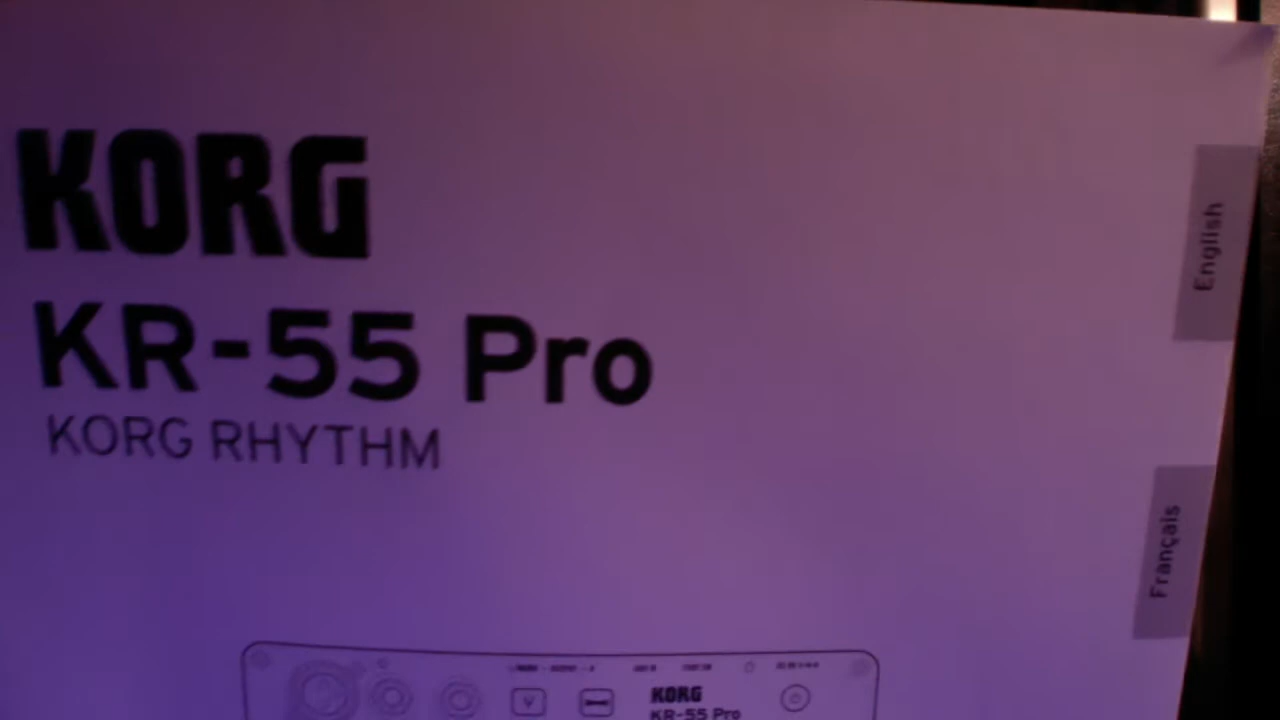 KORG
KR-55 Pro
KORG RHYTHM
English
Français
KORG
KR-55 Pro